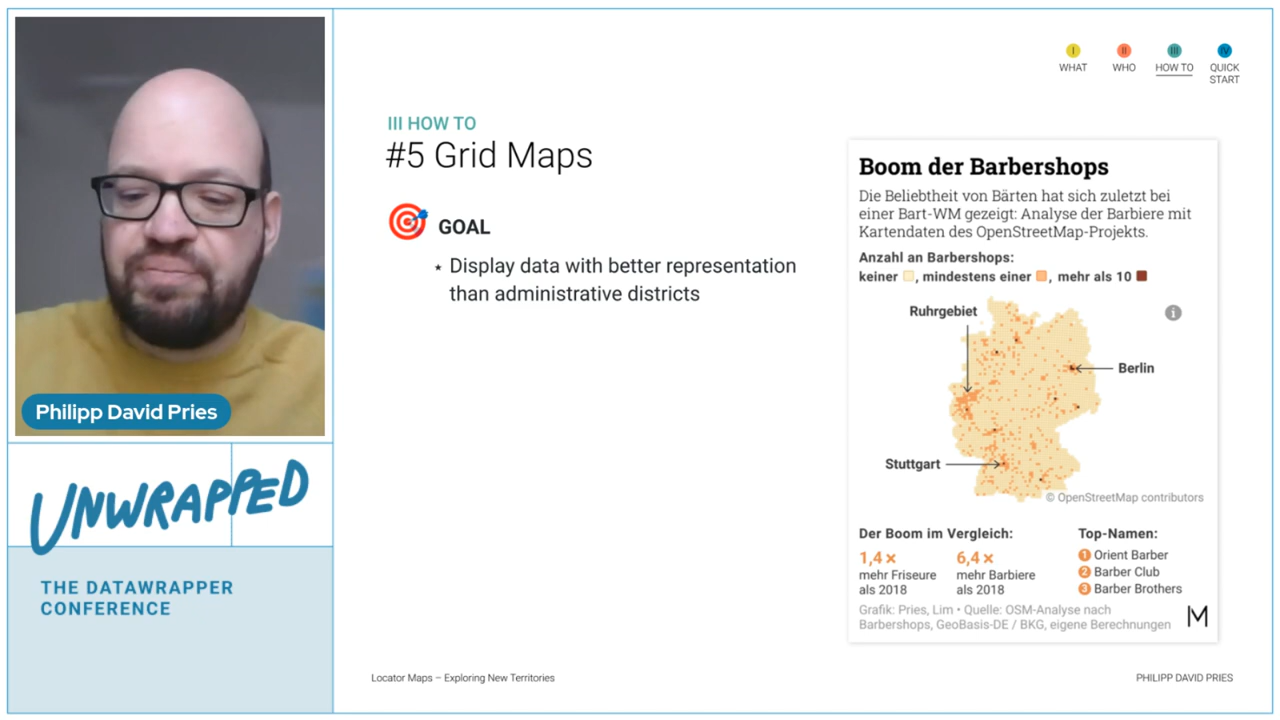 Philipp David Pries
UNWRAPPED
THE DATAWRAPPER
CONFERENCE
I
WHAT
II
WHO
III
HOW TO
IV
QUICK
START
III HOW TO
#5 Grid Maps
GOAL
⋆ Display data with better representation
than administrative districts
Boom der Barbershops
Die Beliebtheit von Bärten hat sich zuletzt bei
einer Bart-WM gezeigt: Analyse der Barbiere mit
Kartendaten des OpenStreetMap-Projekts.
Anzahl an Barbershops:
keiner , mindestens einer , mehr als 10
Ruhrgebiet
i
Berlin
Stuttgart
© OpenStreetMap contributors
Der Boom im Vergleich:
1,4 ×
mehr Friseure
als 2018
6,4 ×
mehr Barbiere
als 2018
Top-Namen:
1 Orient Barber
2 Barber Club
3 Barber Brothers
Grafik: Pries, Lim • Quelle: OSM-Analyse nach
Barbershops, GeoBasis-DE / BKG, eigene Berechnungen
M
Locator Maps – Exploring New Territories
PHILIPP DAVID PRIES